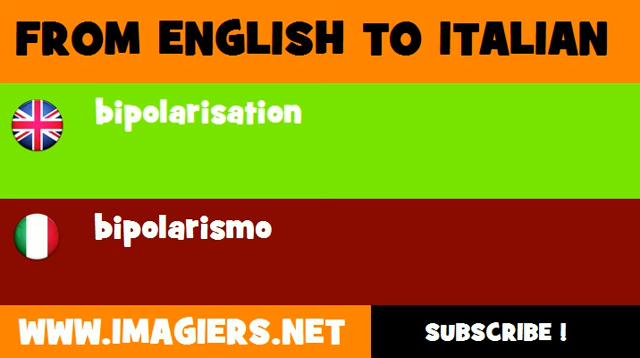 FROM ENGLISH TO ITALIAN
bipolarisation
bipolarismo
WWW.IMAGIERS.NET
SUBSCRIBE !